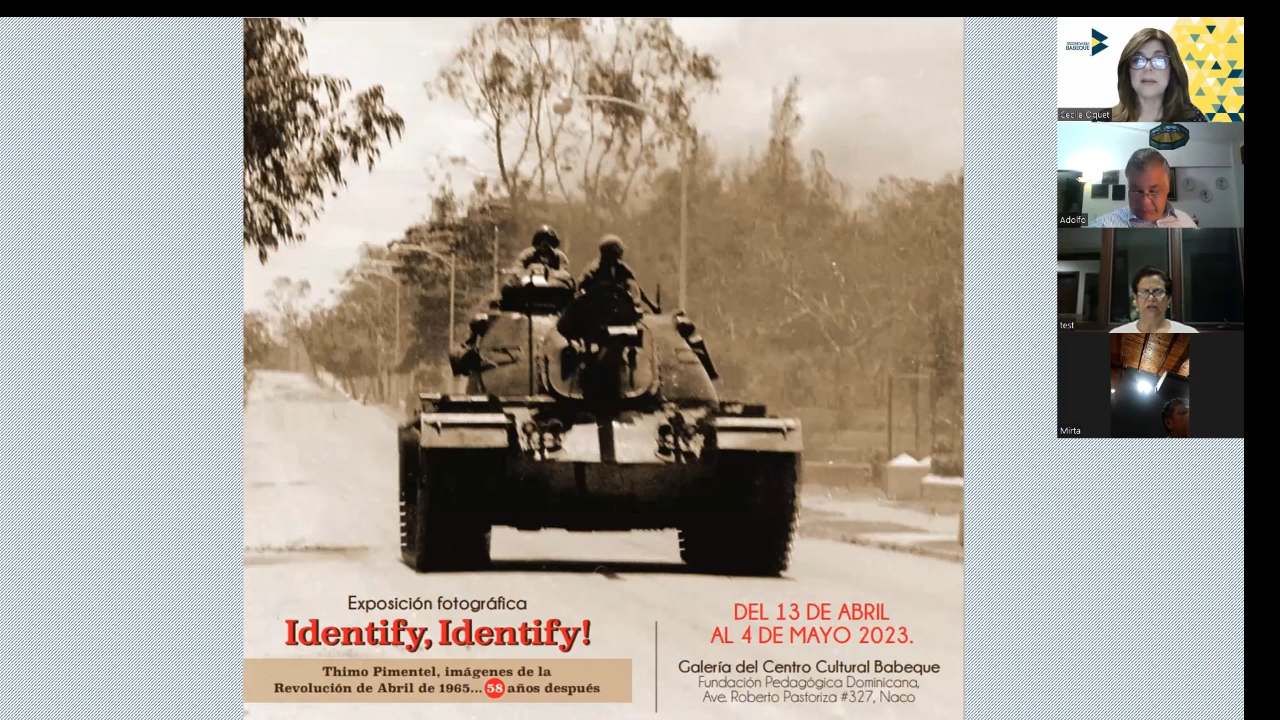 Exposición fotográfica
Identify, Identify!
Thimo Pimentel, imágenes de la
Revolución de Abril de 1965... 58 años después
DEL 13 DE ABRIL
AL 4 DE MAYO 2023.
Galería del Centro Cultural Babeque
Fundación Pedagógica Dominicana,
Ave. Roberto Pastoriza #327, Naco
BABEQUE
Adolfo
test
Mirta